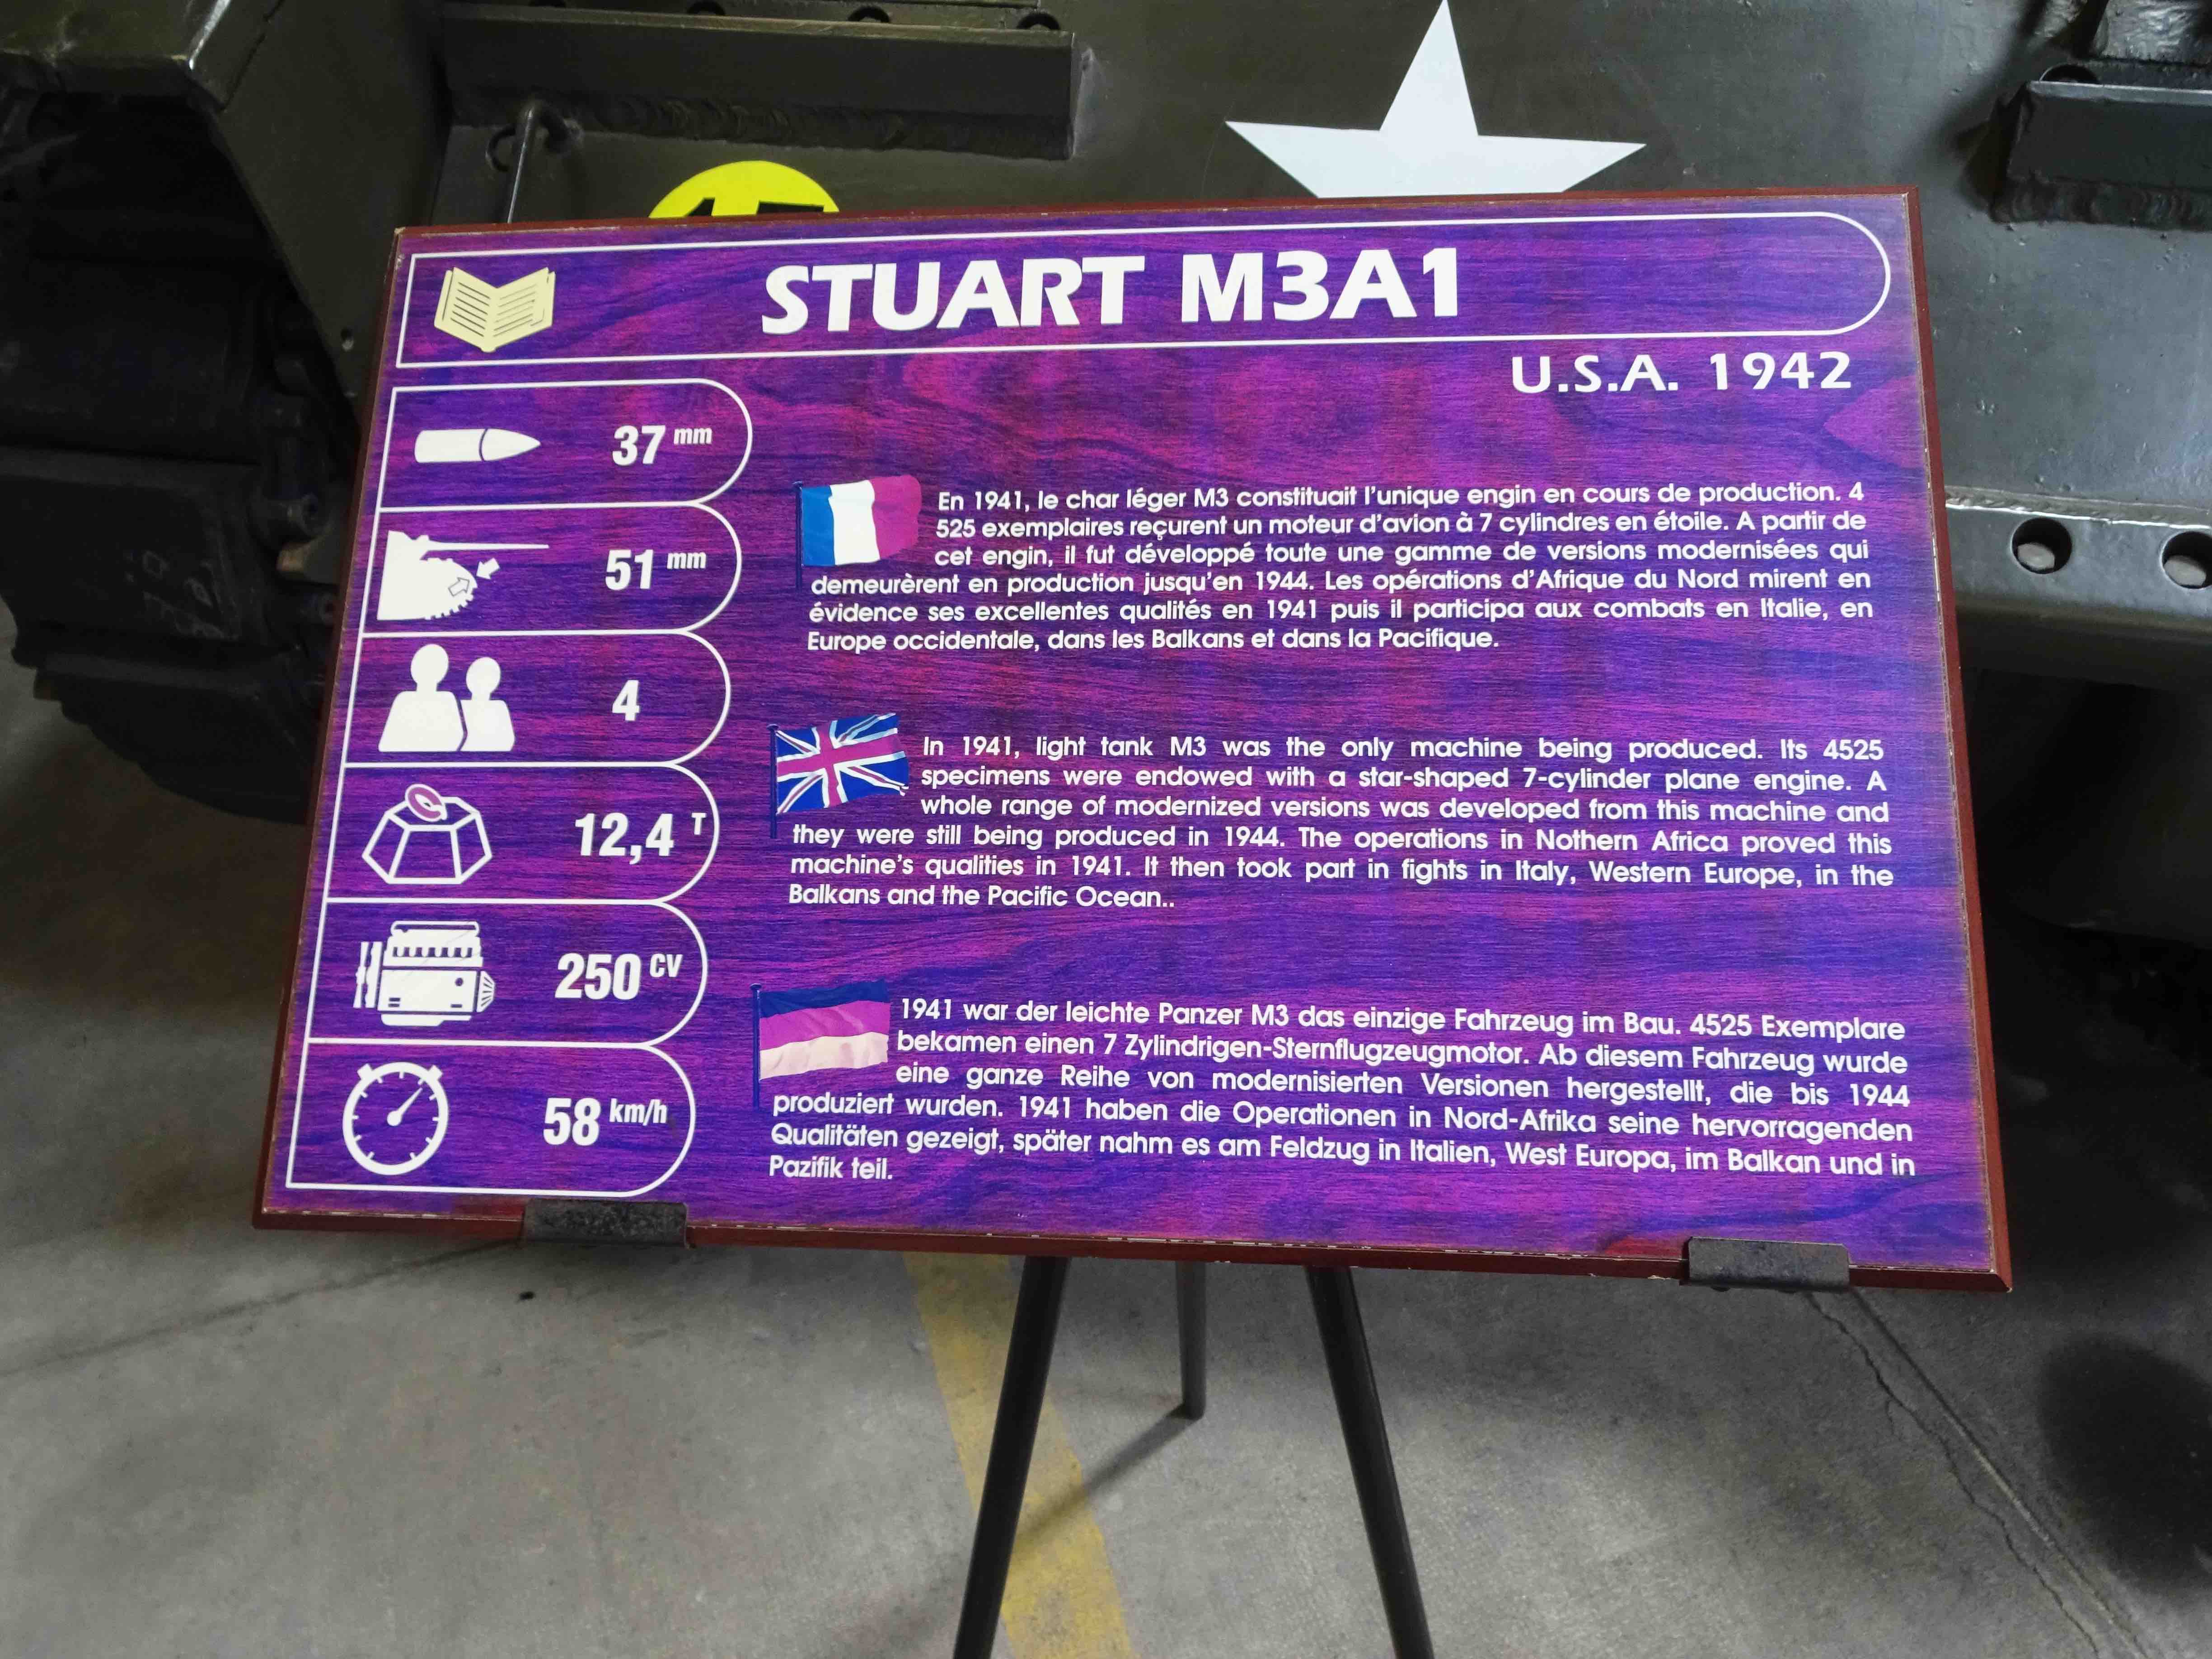 STUART M3A1
U.S.A. 1942
37 mm
51 mm
4
12,4 T
250 CV
58 km/h
En 1941, le char léger M3 constituait l'unique engin en cours de production. 4
525 exemplaires reçurent un moteur d'avion à 7 cylindres en étoile. A partir de
cet engin, il fut développé toute une gamme de versions modernisées qui
demeurèrent en production jusqu'en 1944. Les opérations d'Afrique du Nord mirent en
évidence ses excellentes qualités en 1941 puis il participa aux combats en Italie, en
Europe occidentale, dans les Balkans et dans la Pacifique.
In 1941, light tank M3 was the only machine being produced. Its 4525
specimens were endowed with a star-shaped 7-cylinder plane engine. A
whole range of modernized versions was developed from this machine and
they were still being produced in 1944. The operations in Nothern Africa proved this
machine's qualities in 1941. It then took part in fights in Italy, Western Europe, in the
Balkans and the Pacific Ocean..
1941 war der leichte Panzer M3 das einzige Fahrzeug im Bau. 4525 Exemplare
bekamen einen 7 Zylindrigen-Sternflugzeugmotor. Ab diesem Fahrzeug wurde
eine ganze Reihe von modernisierten Versionen hergestellt, die bis 1944
produziert wurden. 1941 haben die Operationen in Nord-Afrika seine hervorragenden
Qualitäten gezeigt, später nahm es am Feldzug in Italien, West Europa, im Balkan und in
Pazifik teil.